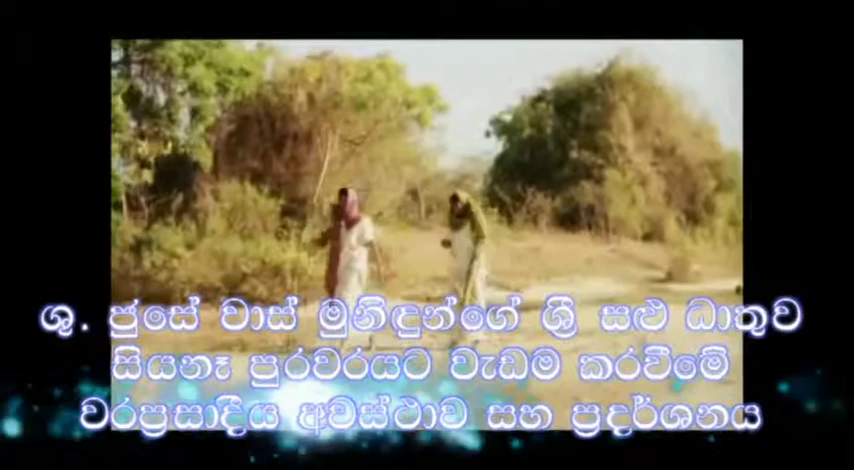 ශු. ජුසේ වාස් මුනිඳුන්ගේ ශ්‍රී සළු ධාතුව
සියනෑ පුරවරයට වැඩම කරවීමේ
වරප්‍රසාදීය අවස්ථාව සහ ප්‍රදර්ශනය